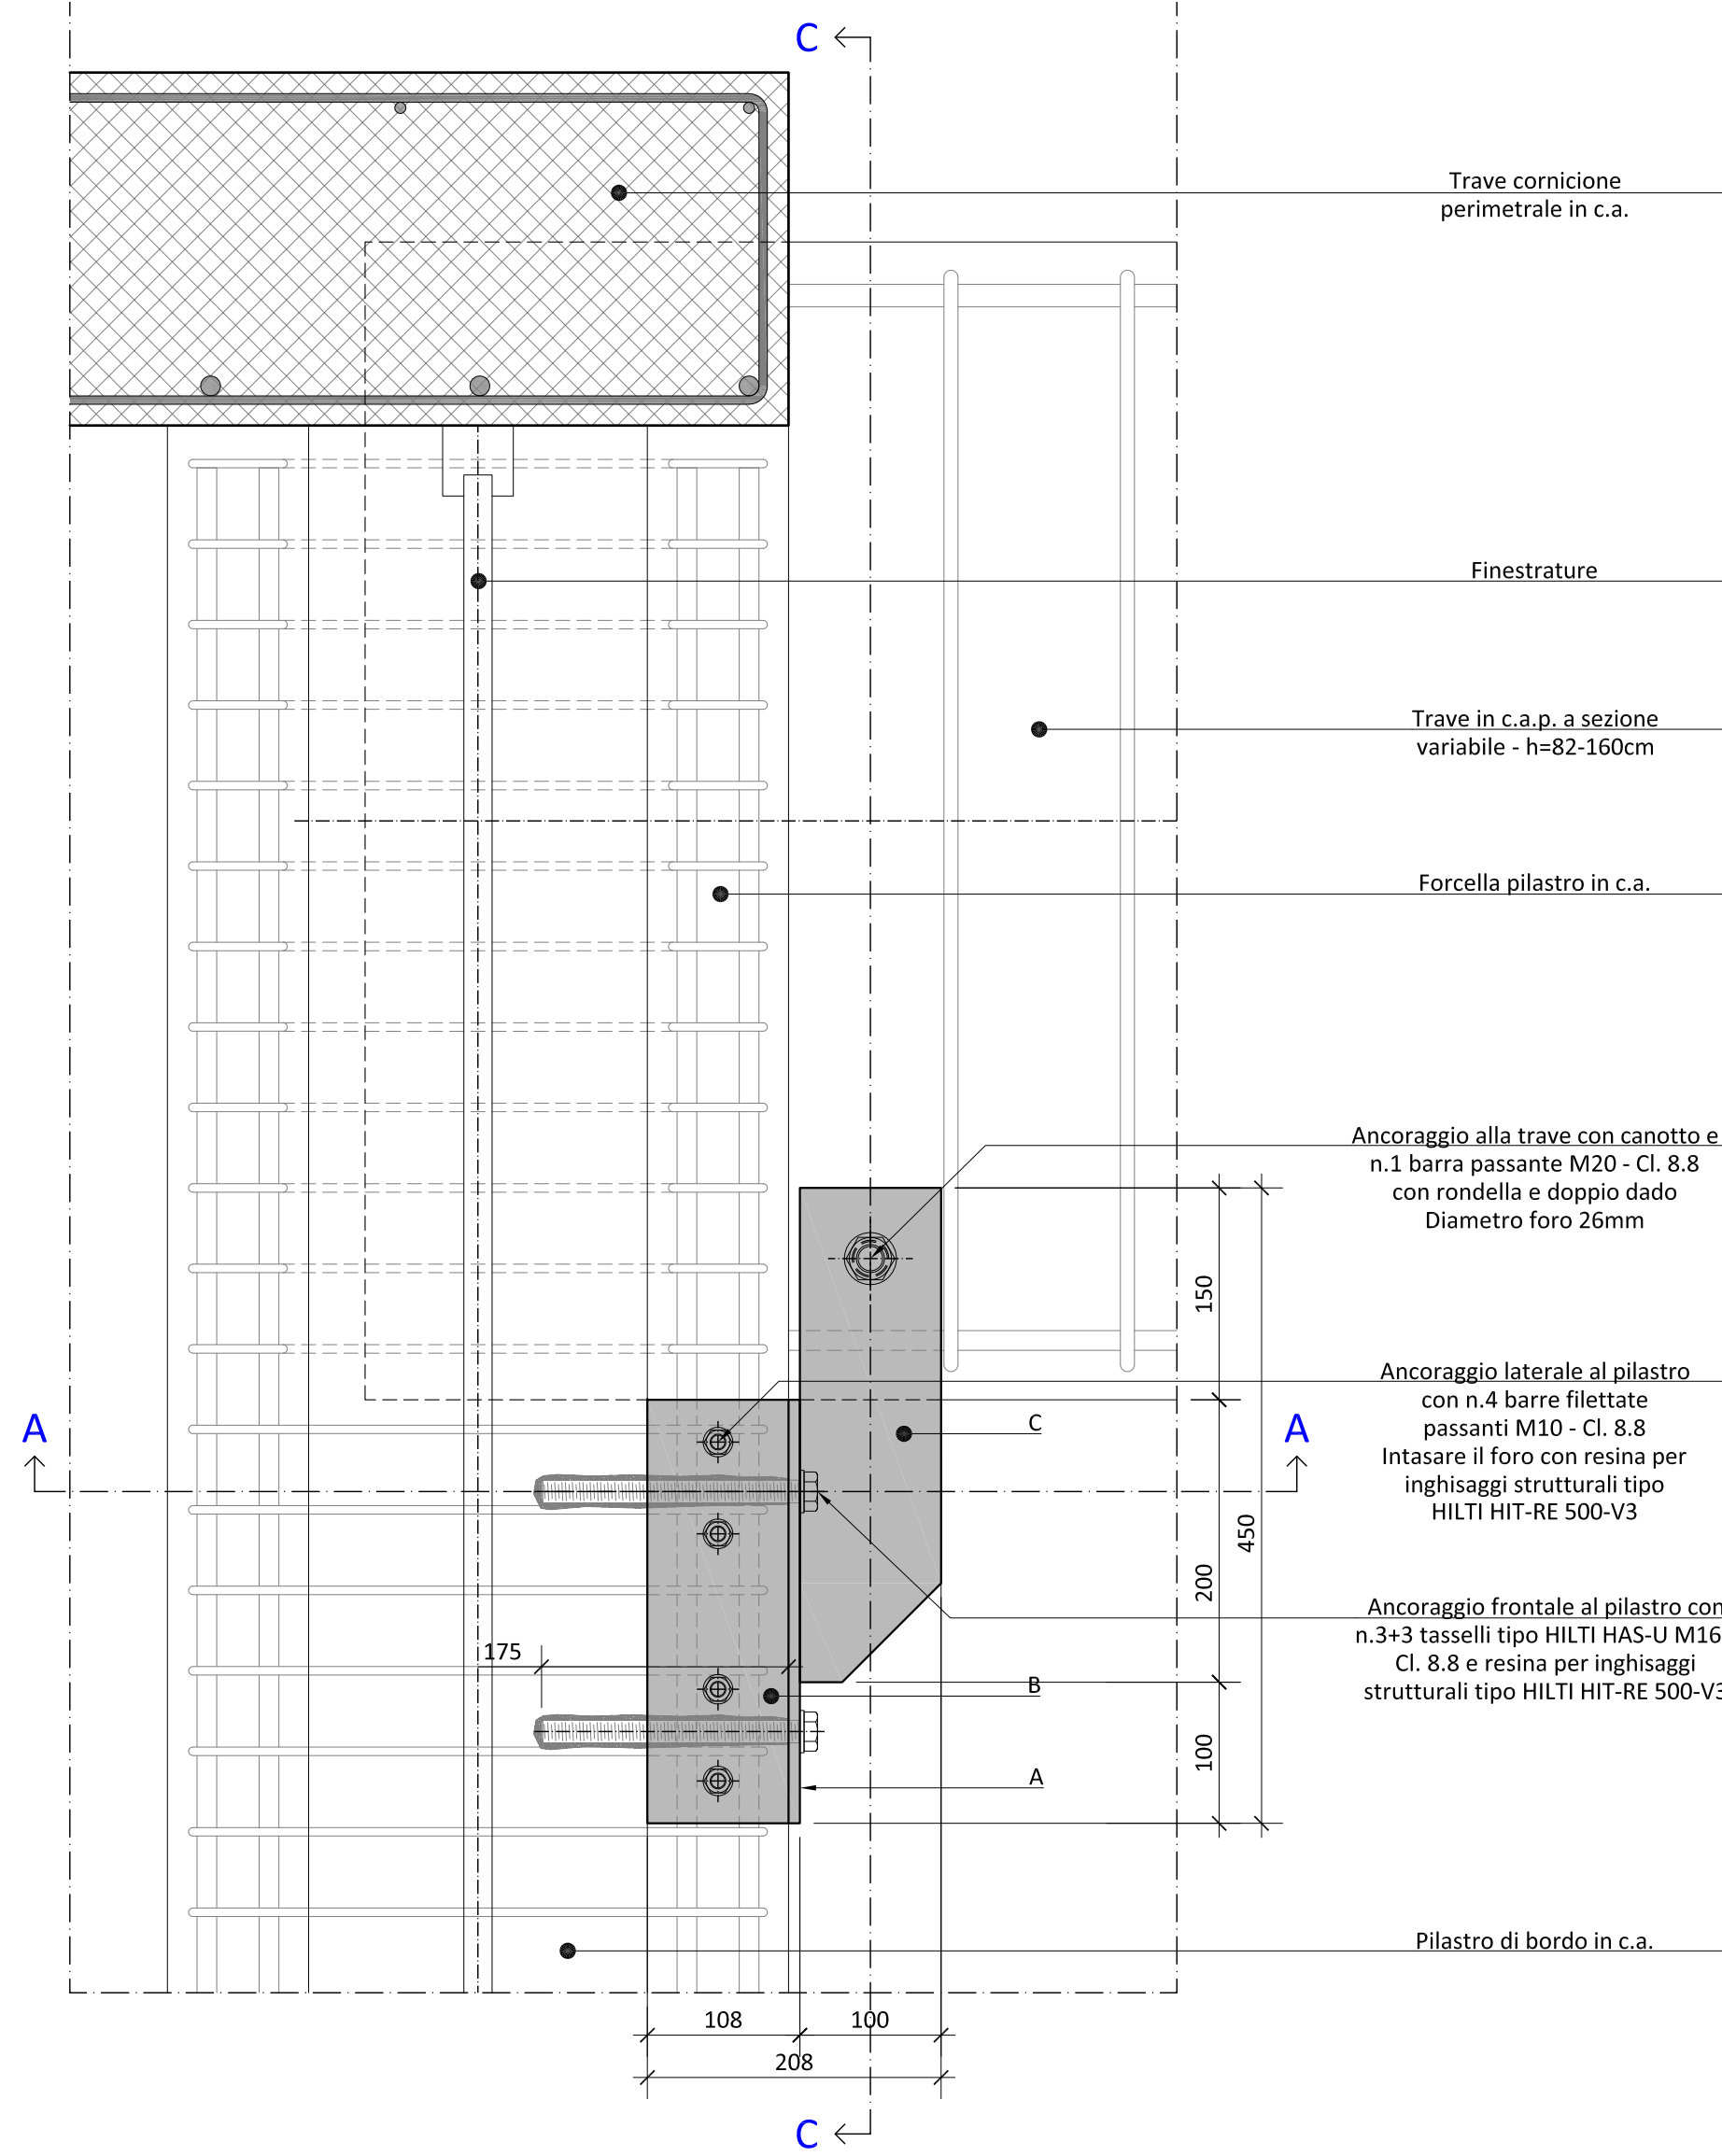 C
Trave cornicione
perimetrale in c.a.
Finestrature
Trave in c.a.p. a sezione
variabile - h=82-160cm
Forcella pilastro in c.a.
Ancoraggio alla trave con canotto e
n.1 barra passante M20 - Cl. 8.8
con rondella e doppio dado
Diametro foro 26mm
150
Ancoraggio laterale al pilastro
con n.4 barre filettate
passanti M10 - Cl. 8.8
Intasare il foro con resina per
inghisaggi strutturali tipo
HILTI HIT-RE 500-V3
A
C
A
450
200
Ancoraggio frontale al pilastro con
n.3+3 tasselli tipo HILTI HAS-U M16
Cl. 8.8 e resina per inghisaggi
strutturali tipo HILTI HIT-RE 500-V3
175
B
100
A
Pilastro di bordo in c.a.
108
100
208
C